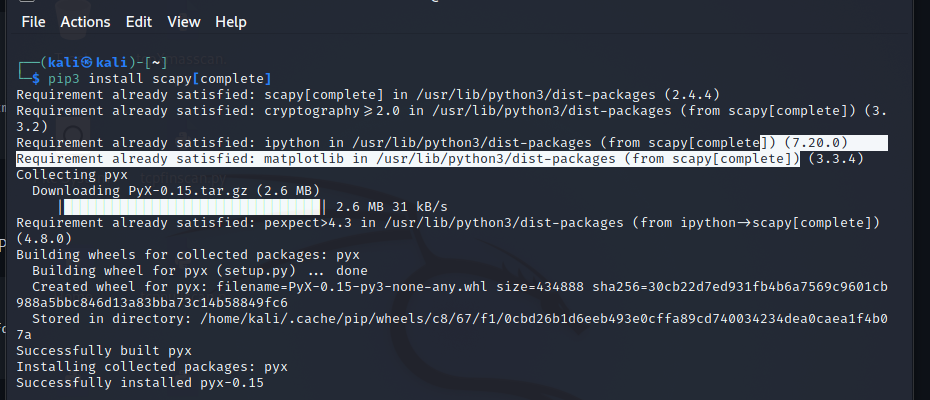 File Actions Edit View Help
┌──(kali㉿kali)-[~]
└─$ pip3 install scapy[complete]
Requirement already satisfied: scapy[complete] in /usr/lib/python3/dist-packages (2.4.4)
Requirement already satisfied: cryptography≥2.0 in /usr/lib/python3/dist-packages (from scapy[complete]) (3.
3.2)
Requirement already satisfied: ipython in /usr/lib/python3/dist-packages (from scapy[complete]) (7.20.0)
Requirement already satisfied: matplotlib in /usr/lib/python3/dist-packages (from scapy[complete]) (3.3.4)
Collecting pyx
  Downloading PyX-0.15.tar.gz (2.6 MB)
     |████████████████████████████████| 2.6 MB 31 kB/s
Requirement already satisfied: pexpect>4.3 in /usr/lib/python3/dist-packages (from ipython→scapy[complete])
(4.8.0)
Building wheels for collected packages: pyx
  Building wheel for pyx (setup.py) ... done
  Created wheel for pyx: filename=PyX-0.15-py3-none-any.whl size=434888 sha256=30cb22d7ed931fb4b6a7569c9601cb
988a5bbc846d13a83bba73c14b58849fc6
  Stored in directory: /home/kali/.cache/pip/wheels/c8/67/f1/0cbd26b1d6eeb493e0cffa89cd740034234dea0caea1f4b0
7a
Successfully built pyx
Installing collected packages: pyx
Successfully installed pyx-0.15